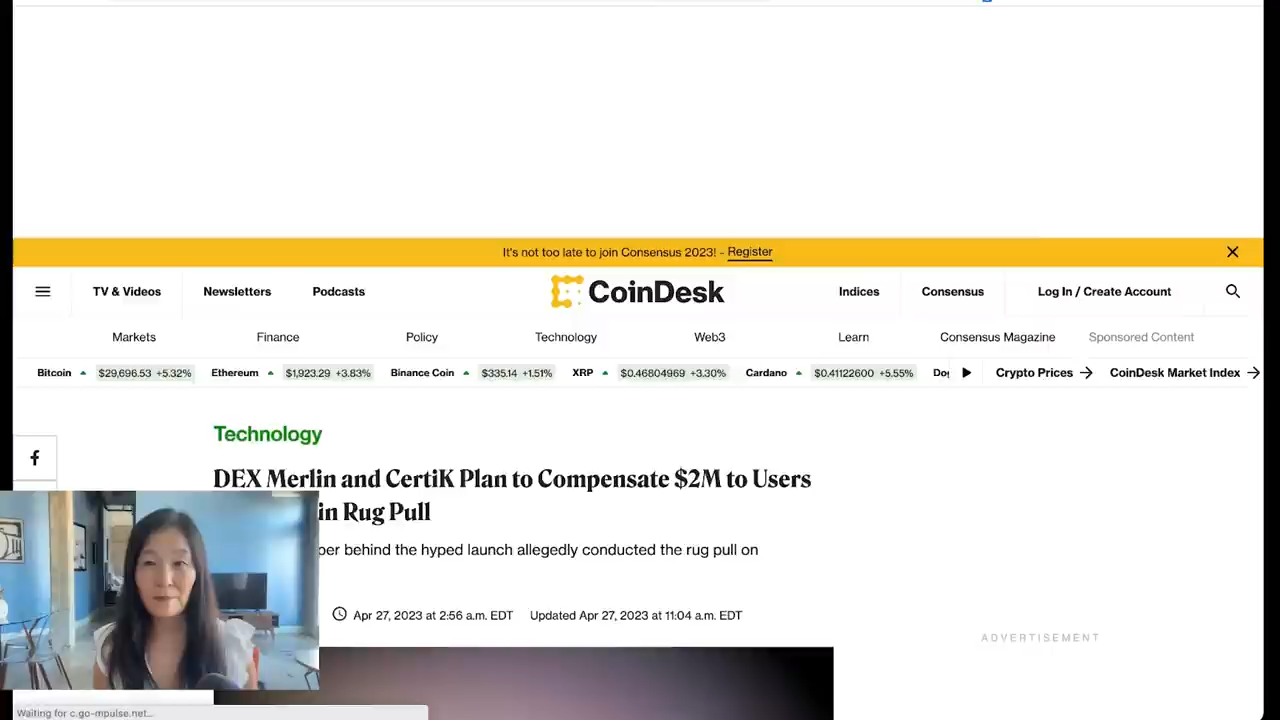 It's not too late to join Consensus 2023! - Register
TV & Videos Newsletters Podcasts CoinDesk Indices Consensus Log In / Create Account
Markets Finance Policy Technology Web3 Learn Consensus Magazine Sponsored Content
Bitcoin $29,696.53 +5.32% Ethereum $1,923.29 +3.83% Binance Coin $335.14 +1.51% XRP $0.46804969 +3.30% Cardano $0.41122600 +5.55% Crypto Prices CoinDesk Market Index
Technology
DEX Merlin and CertiK Plan to Compensate $2M to Users
in Rug Pull
behind the hyped launch allegedly conducted the rug pull on
Apr 27, 2023 at 2:56 a.m. EDT Updated Apr 27, 2023 at 11:04 a.m. EDT
ADVERTISEMENT
Waiting for c.go-mpulse.net...